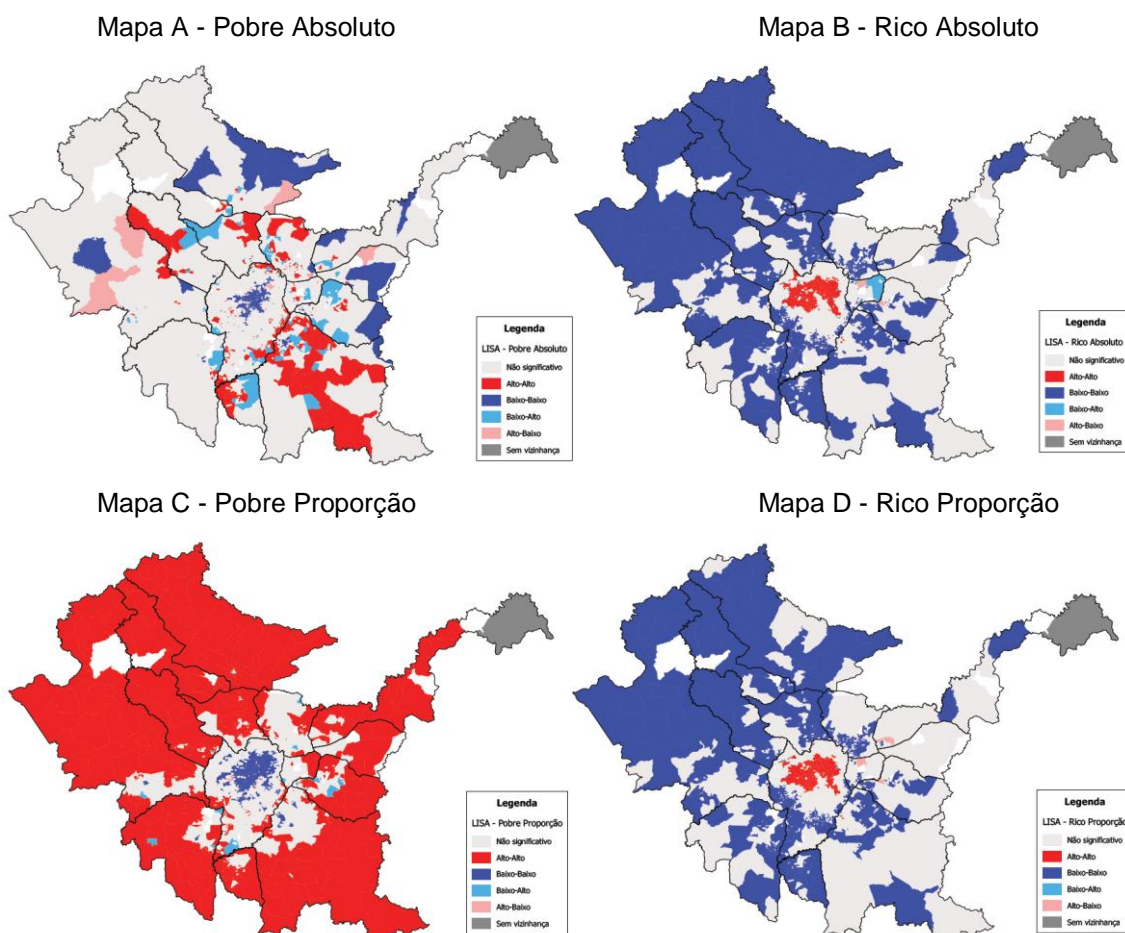 Mapa A - Pobre Absoluto
Mapa B - Rico Absoluto
Legenda
LISA - Pobre Absoluto
Não significativo
Alto-Alto
Baixo-Baixo
Baixo-Alto
Alto-Baixo
Sem vizinhança
Legenda
LISA - Rico Absoluto
Não significativo
Alto-Alto
Baixo-Baixo
Baixo-Alto
Alto-Baixo
Sem vizinhança
Mapa C - Pobre Proporção
Mapa D - Rico Proporção
Legenda
LISA - Pobre Proporção
Não significativo
Alto-Alto
Baixo-Baixo
Baixo-Alto
Alto-Baixo
Sem vizinhança
Legenda
LISA - Rico Proporção
Não significativo
Alto-Alto
Baixo-Baixo
Baixo-Alto
Alto-Baixo
Sem vizinhança